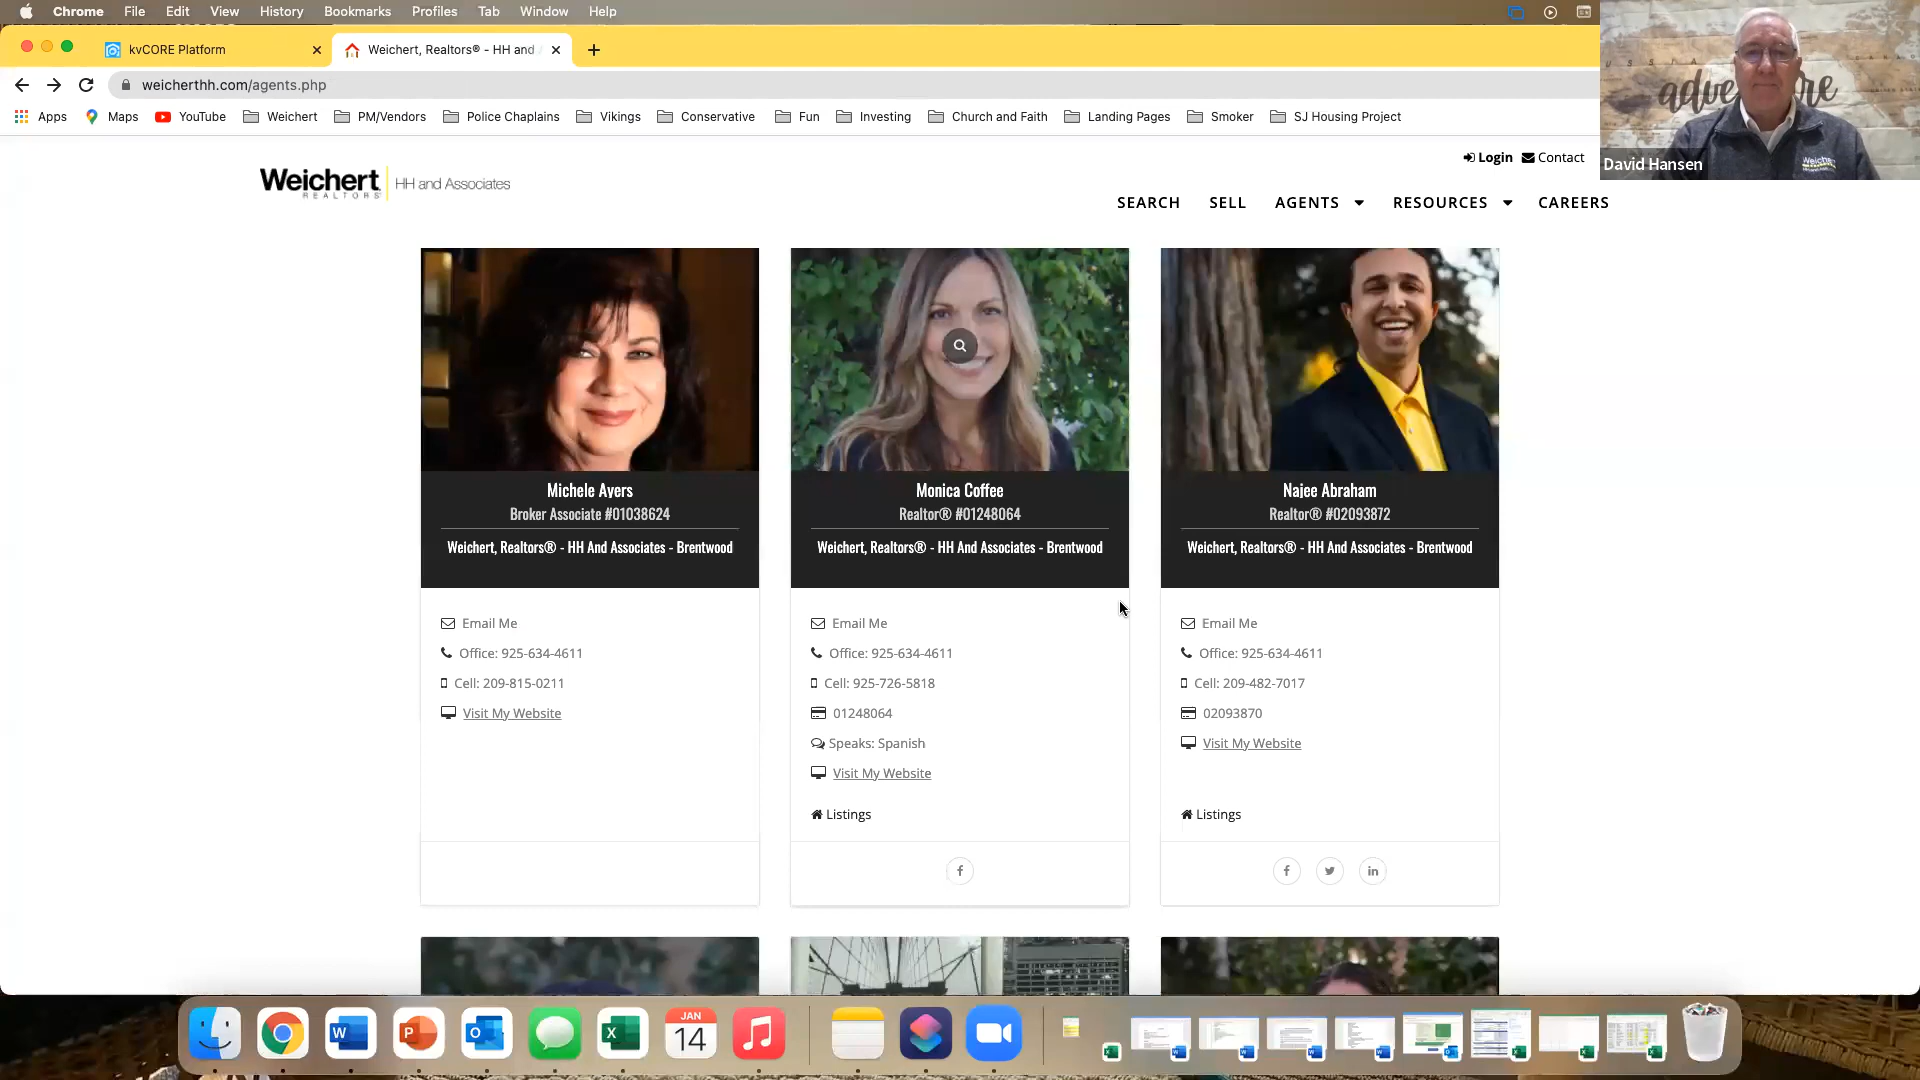 Chrome File Edit View History Bookmarks Profiles Tab Window Help
kvCORE Platform
Weichert, Realtors® - HH and
weicherthh.com/agents.php
Apps Maps YouTube Weichert PM/Vendors Police Chaplains Vikings Conservative Fun Investing Church and Faith Landing Pages Smoker SJ Housing Project
David Hansen
Login Contact
Weichert REALTORS® HH and Associates
SEARCH SELL AGENTS RESOURCES CAREERS
Michele Ayers
Broker Associate #01038624
Weichert, Realtors® - HH And Associates - Brentwood
Email Me
Office: 925-634-4611
Cell: 209-815-0211
Visit My Website
Monica Coffee
Realtor® #01248064
Weichert, Realtors® - HH And Associates - Brentwood
Email Me
Office: 925-634-4611
Cell: 925-726-5818
01248064
Speaks: Spanish
Visit My Website
Listings
Najee Abraham
Realtor® #02093872
Weichert, Realtors® - HH And Associates - Brentwood
Email Me
Office: 925-634-4611
Cell: 209-482-7017
02093870
Visit My Website
Listings
JAN
14